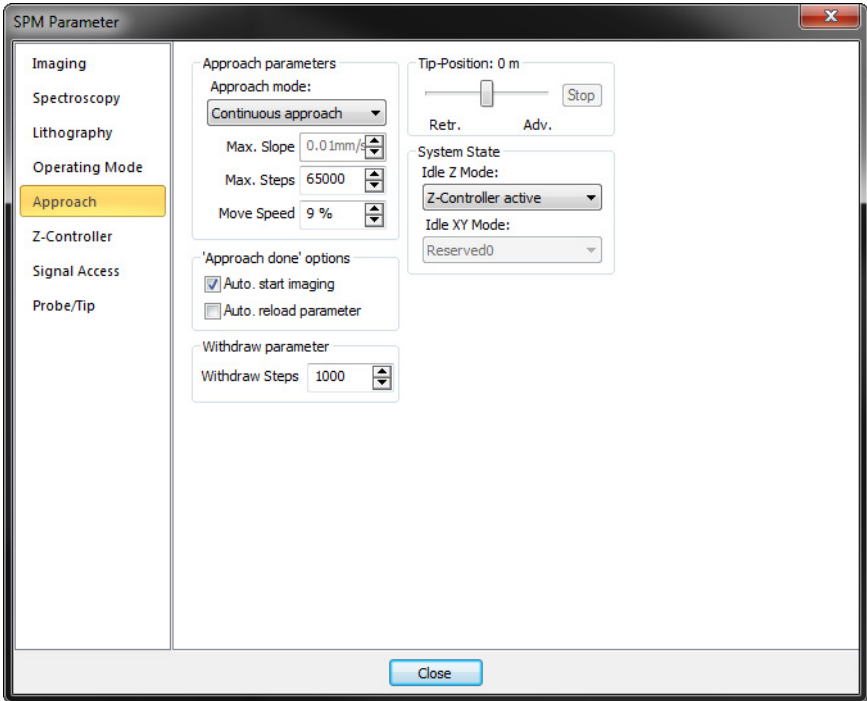 SPM Parameter
x
Imaging
Spectroscopy
Lithography
Operating Mode
Approach
Z-Controller
Signal Access
Probe/Tip
Approach parameters
Approach mode:
Continuous approach
Max. Slope 0.01mm/s
Max. Steps 65000
Move Speed 9 %
'Approach done' options
Auto. start imaging
Auto. reload parameter
Withdraw parameter
Withdraw Steps 1000
Tip-Position: 0 m
Stop
Retr. Adv.
System State
Idle Z Mode:
Z-Controller active
Idle XY Mode:
Reserved0
Close